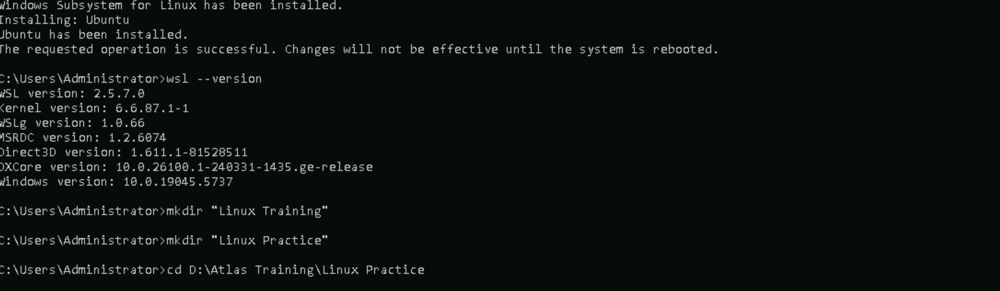 Windows Subsystem for Linux has been installed.
Installing: Ubuntu
Ubuntu has been installed.
The requested operation is successful. Changes will not be effective until the system is rebooted.
C:\Users\Administrator>wsl --version
WSL version: 2.5.7.0
Kernel version: 6.6.87.1-1
WSLg version: 1.0.66
MSRDC version: 1.2.6074
Direct3D version: 1.611.1-81528511
DXCore version: 10.0.26100.1-240331-1435.ge-release
Windows version: 10.0.19045.5737
C:\Users\Administrator>mkdir "Linux Training"
C:\Users\Administrator>mkdir "Linux Practice"
C:\Users\Administrator>cd D:\Atlas Training\Linux Practice